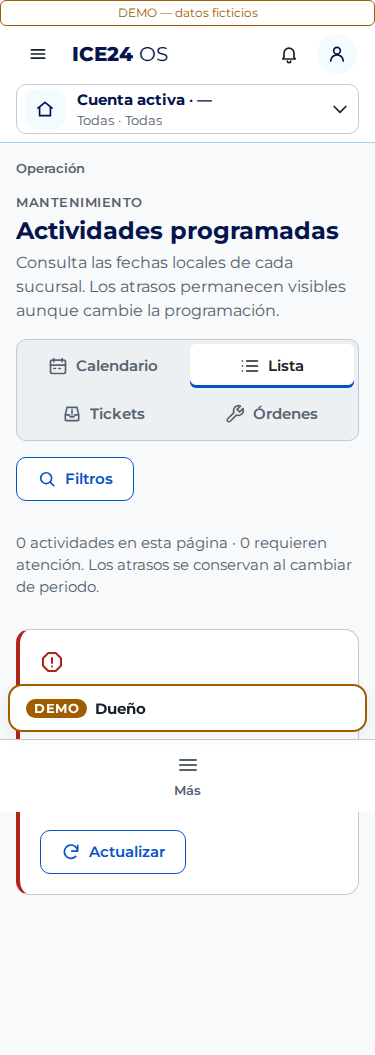 DEMO — datos ficticios
ICE24 OS
Cuenta activa · —
Todas · Todas
Operación
MANTENIMIENTO
Actividades programadas
Consulta las fechas locales de cada
sucursal. Los atrasos permanecen visibles
aunque cambie la programación.
Calendario
Lista
Tickets
Órdenes
Filtros
0 actividades en esta página · 0 requieren
atención. Los atrasos se conservan al cambiar
de periodo.
DEMO Dueño
Más
Actualizar